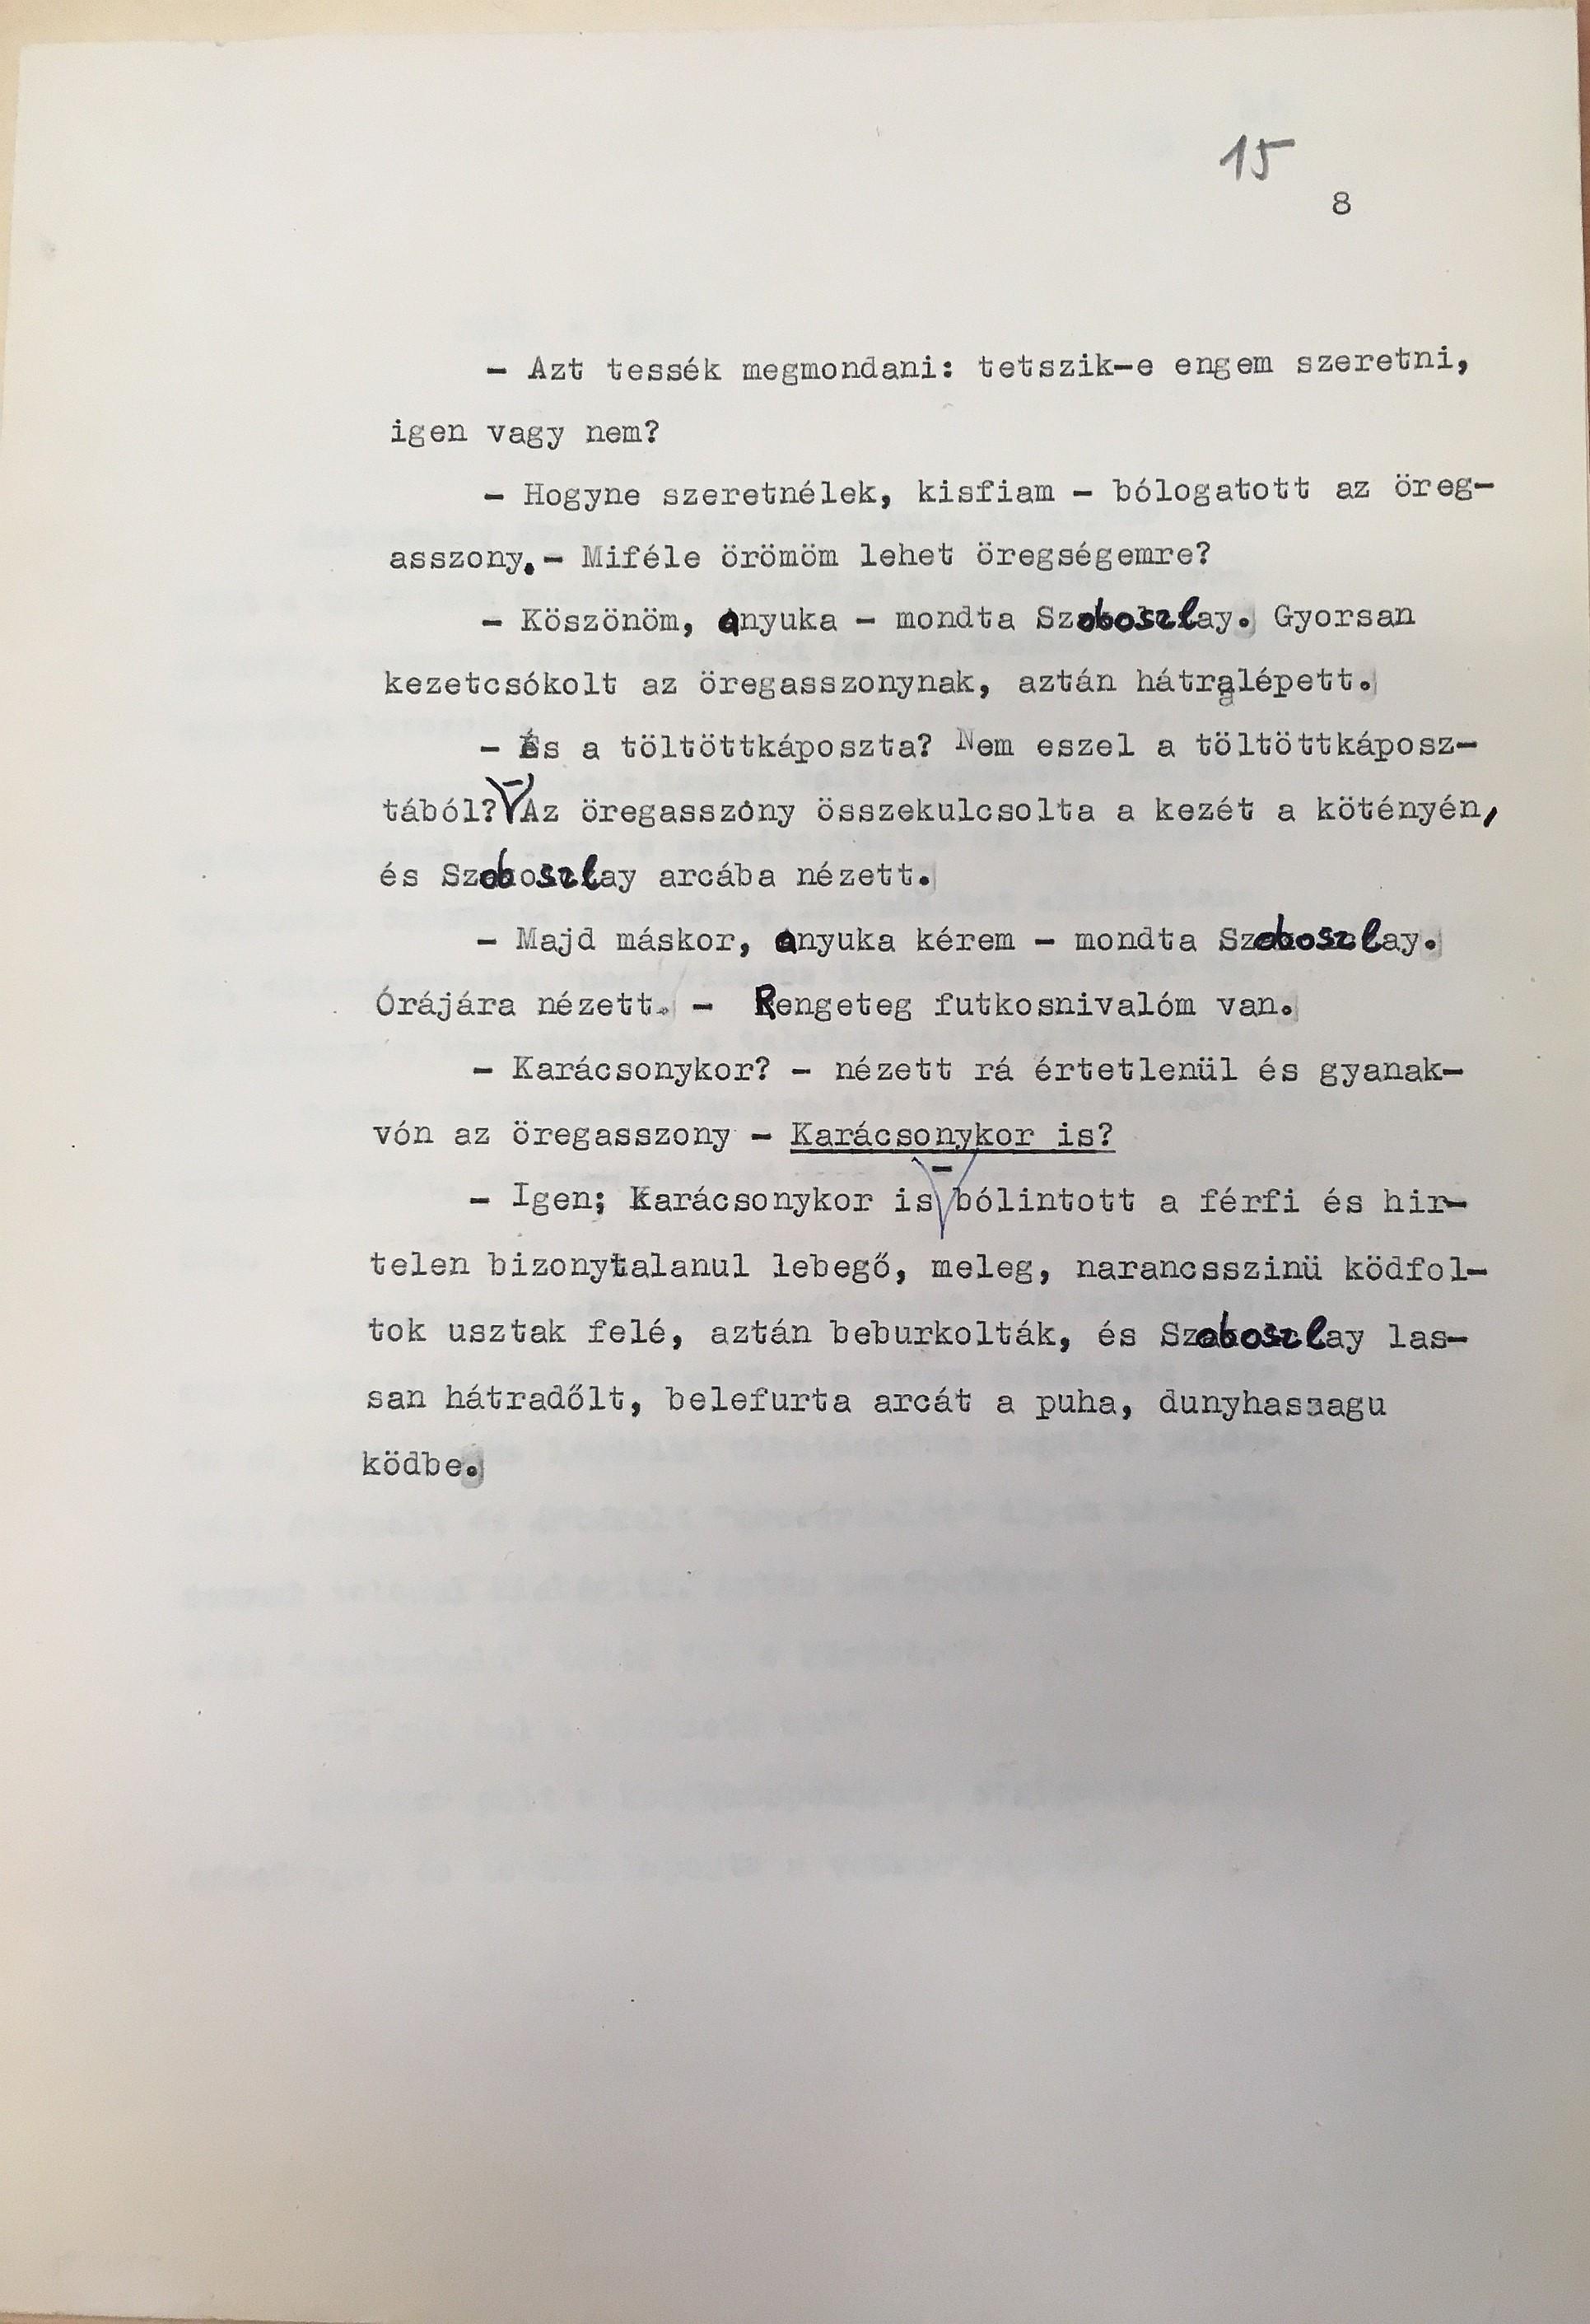 15
8
– Azt tessék megmondani: tetszik-e engem szeretni,
igen vagy nem?
– Hogyne szeretnélek, kisfiam – bólogatott az öreg-
asszony. – Miféle örömöm lehet öregségemre?
– Köszönöm, anyuka – mondta Szoboszlay. Gyorsan
kezetcsókolt az öregasszonynak, aztán hátralépett.
– És a töltöttkáposzta? Nem eszel a töltöttkáposz-
tából? – Az öregasszony összekulcsolta a kezét a kötényén,
és Szoboszlay arcába nézett.
– Majd máskor, anyuka kérem – mondta Szoboszlay.
Órájára nézett. – Rengeteg futkosnivalóm van.
– Karácsonykor? – nézett rá értetlenül és gyanak-
vón az öregasszony – Karácsonykor is?
– Igen; Karácsonykor is – bólintott a férfi és hir-
telen bizonytalanul lebegő, meleg, narancsszinü ködfol-
tok usztak felé, aztán beburkolták, és Szoboszlay las-
san hátradőlt, belefurta arcát a puha, dunyhaszagu
ködbe.